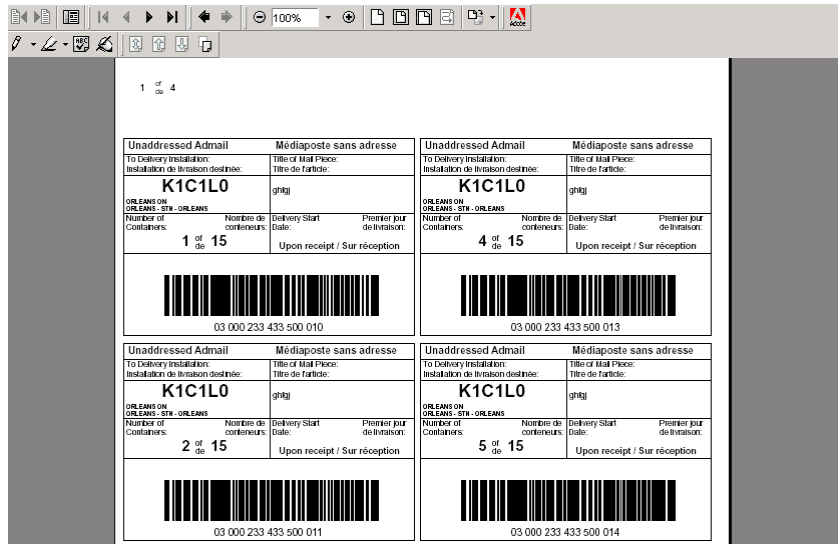 100%
Adobe
ABC
1 of de 4
Unaddressed Admail Médiaposte sans adresse
To Delivery Installation: Title of Mail Piece:
Installation de livraison destinée: Titre de l'article:
K1C1L0
ghfgj
ORLEANS ON
ORLEANS - STN - ORLEANS
Number of Nombre de Delivery Start Premier jour
Containers: conteneurs: Date: de livraison:
1 of de 15
Upon receipt / Sur réception
03 000 233 433 500 010
Unaddressed Admail Médiaposte sans adresse
To Delivery Installation: Title of Mail Piece:
Installation de livraison destinée: Titre de l'article:
K1C1L0
ghfgj
ORLEANS ON
ORLEANS - STN - ORLEANS
Number of Nombre de Delivery Start Premier jour
Containers: conteneurs: Date: de livraison:
4 of de 15
Upon receipt / Sur réception
03 000 233 433 500 013
Unaddressed Admail Médiaposte sans adresse
To Delivery Installation: Title of Mail Piece:
Installation de livraison destinée: Titre de l'article:
K1C1L0
ghfgj
ORLEANS ON
ORLEANS - STN - ORLEANS
Number of Nombre de Delivery Start Premier jour
Containers: conteneurs: Date: de livraison:
2 of de 15
Upon receipt / Sur réception
03 000 233 433 500 011
Unaddressed Admail Médiaposte sans adresse
To Delivery Installation: Title of Mail Piece:
Installation de livraison destinée: Titre de l'article:
K1C1L0
ghfgj
ORLEANS ON
ORLEANS - STN - ORLEANS
Number of Nombre de Delivery Start Premier jour
Containers: conteneurs: Date: de livraison:
5 of de 15
Upon receipt / Sur réception
03 000 233 433 500 014